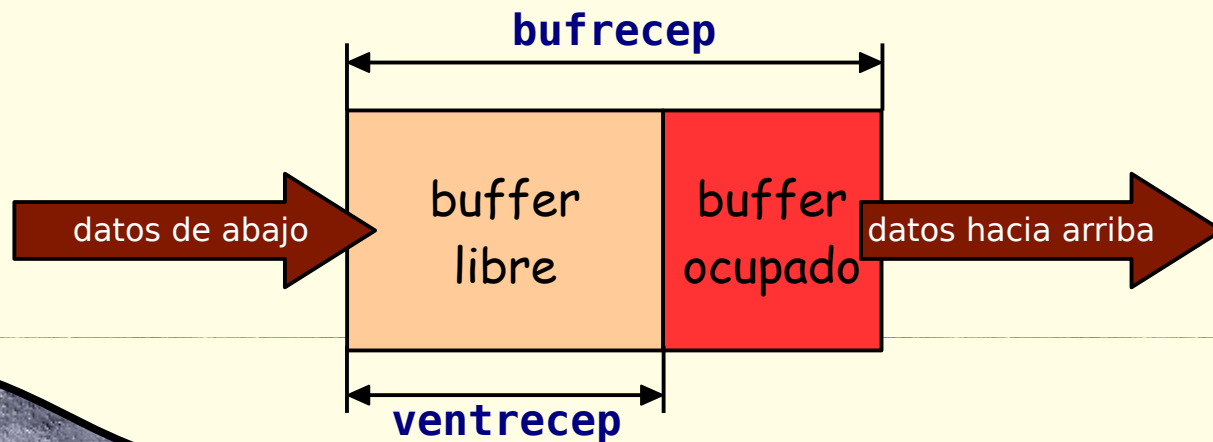 bufrecep
datos de abajo
buffer
libre
buffer
ocupado
datos hacia arriba
ventrecep